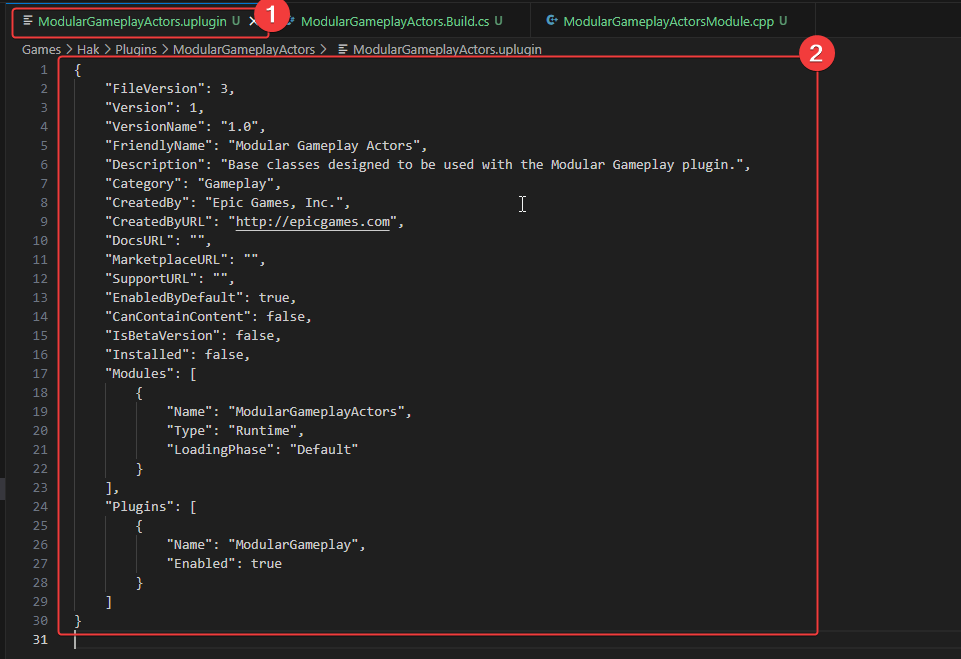 ModularGameplayActors.uplugin U 1 ModularGameplayActors.Build.cs U ModularGameplayActorsModule.cpp U
Games > Hak > Plugins > ModularGameplayActors > ModularGameplayActors.uplugin
2
1 {
2 "FileVersion": 3,
3 "Version": 1,
4 "VersionName": "1.0",
5 "FriendlyName": "Modular Gameplay Actors",
6 "Description": "Base classes designed to be used with the Modular Gameplay plugin.",
7 "Category": "Gameplay",
8 "CreatedBy": "Epic Games, Inc.",
9 "CreatedByURL": "http://epicgames.com",
10 "DocsURL": "",
11 "MarketplaceURL": "",
12 "SupportURL": "",
13 "EnabledByDefault": true,
14 "CanContainContent": false,
15 "IsBetaVersion": false,
16 "Installed": false,
17 "Modules": [
18 {
19 "Name": "ModularGameplayActors",
20 "Type": "Runtime",
21 "LoadingPhase": "Default"
22 }
23 ],
24 "Plugins": [
25 {
26 "Name": "ModularGameplay",
27 "Enabled": true
28 }
29 ]
30 }
31